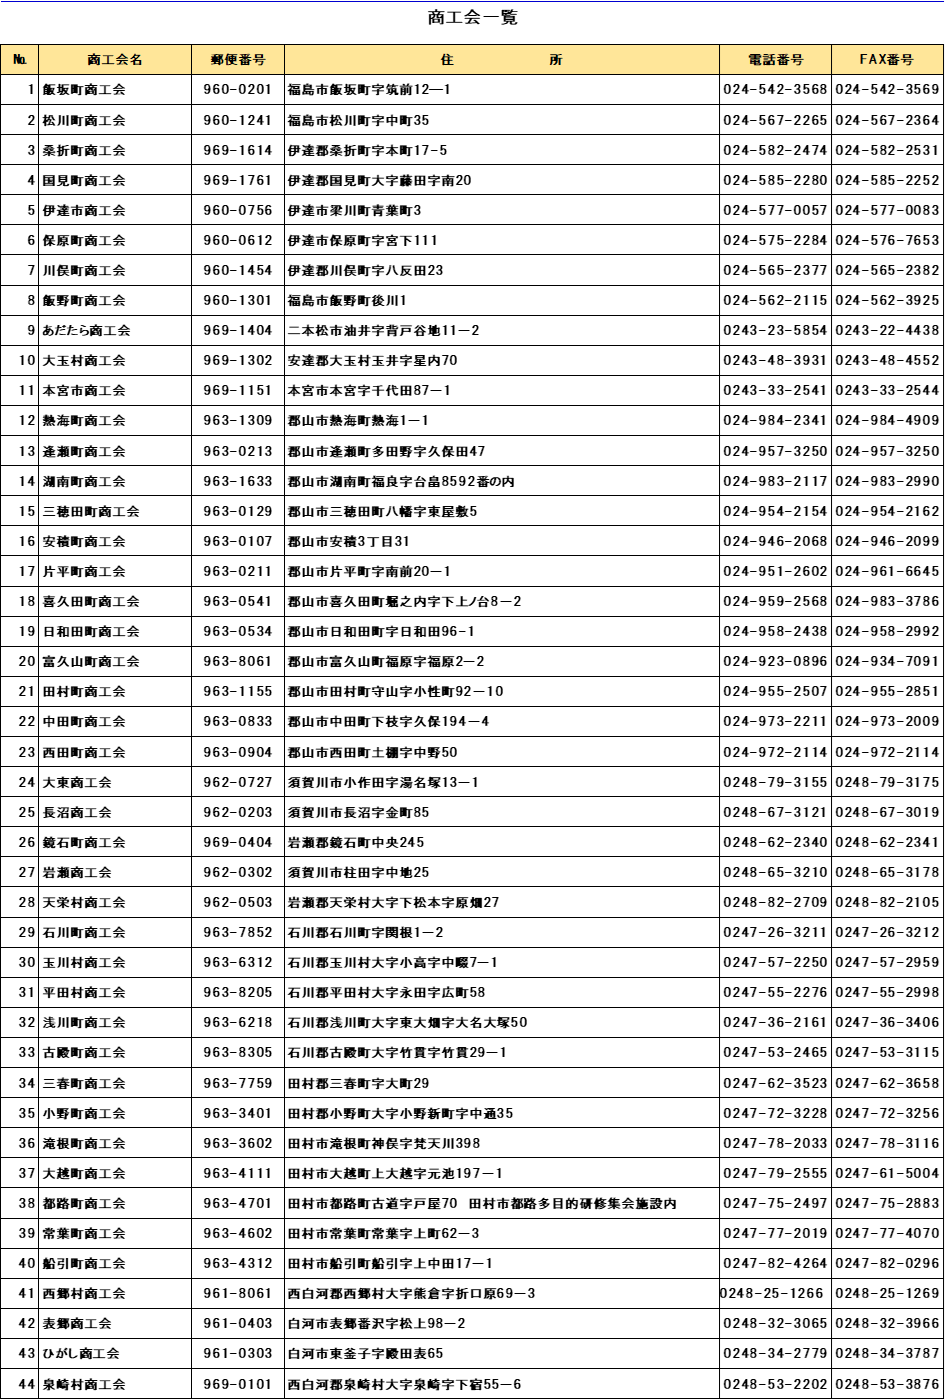 商工会一覧
№ 商工会名 郵便番号 住 所 電話番号 FAX番号
1 飯坂町商工会 960-0201 福島市飯坂町字筑前12―1 024-542-3568 024-542-3569
2 松川町商工会 960-1241 福島市松川町字中町35 024-567-2265 024-567-2364
3 桑折町商工会 969-1614 伊達郡桑折町字本町17-5 024-582-2474 024-582-2531
4 国見町商工会 969-1761 伊達郡国見町大字藤田字南20 024-585-2280 024-585-2252
5 伊達市商工会 960-0756 伊達市梁川町青葉町3 024-577-0057 024-577-0083
6 保原町商工会 960-0612 伊達市保原町字宮下111 024-575-2284 024-576-7653
7 川俣町商工会 960-1454 伊達郡川俣町字八反田23 024-565-2377 024-565-2382
8 飯野町商工会 960-1301 福島市飯野町後川1 024-562-2115 024-562-3925
9 あだたら商工会 969-1404 二本松市油井字背戸谷地11－2 0243-23-5854 0243-22-4438
10 大玉村商工会 969-1302 安達郡大玉村玉井字星内70 0243-48-3931 0243-48-4552
11 本宮市商工会 969-1151 本宮市本宮字千代田87－1 0243-33-2541 0243-33-2544
12 熱海町商工会 963-1309 郡山市熱海町熱海1－1 024-984-2341 024-984-4909
13 逢瀬町商工会 963-0213 郡山市逢瀬町多田野字久保田47 024-957-3250 024-957-3250
14 湖南町商工会 963-1633 郡山市湖南町福良字台畠8592番の内 024-983-2117 024-983-2990
15 三穂田町商工会 963-0129 郡山市三穂田町八幡字東屋敷5 024-954-2154 024-954-2162
16 安積町商工会 963-0107 郡山市安積3丁目31 024-946-2068 024-946-2099
17 片平町商工会 963-0211 郡山市片平町字南前20－1 024-951-2602 024-961-6645
18 喜久田町商工会 963-0541 郡山市喜久田町堀之内字下上ノ台8－2 024-959-2568 024-983-3786
19 日和田町商工会 963-0534 郡山市日和田町字日和田96-1 024-958-2438 024-958-2992
20 富久山町商工会 963-8061 郡山市富久山町福原字福原2－2 024-923-0896 024-934-7091
21 田村町商工会 963-1155 郡山市田村町守山字小性町92－10 024-955-2507 024-955-2851
22 中田町商工会 963-0833 郡山市中田町下枝字久保194－4 024-973-2211 024-973-2009
23 西田町商工会 963-0904 郡山市西田町土棚字中野50 024-972-2114 024-972-2114
24 大東商工会 962-0727 須賀川市小作田字湯名塚13－1 0248-79-3155 0248-79-3175
25 長沼商工会 962-0203 須賀川市長沼字金町85 0248-67-3121 0248-67-3019
26 鏡石町商工会 969-0404 岩瀬郡鏡石町中央245 0248-62-2340 0248-62-2341
27 岩瀬商工会 962-0302 須賀川市柱田字中地25 0248-65-3210 0248-65-3178
28 天栄村商工会 962-0503 岩瀬郡天栄村大字下松本字原畑27 0248-82-2709 0248-82-2105
29 石川町商工会 963-7852 石川郡石川町字関根1－2 0247-26-3211 0247-26-3212
30 玉川村商工会 963-6312 石川郡玉川村大字小高字中畷7－1 0247-57-2250 0247-57-2959
31 平田村商工会 963-8205 石川郡平田村大字永田字広町58 0247-55-2276 0247-55-2998
32 浅川町商工会 963-6218 石川郡浅川町大字東大畑字大名大塚50 0247-36-2161 0247-36-3406
33 古殿町商工会 963-8305 石川郡古殿町大字竹貫字竹貫29－1 0247-53-2465 0247-53-3115
34 三春町商工会 963-7759 田村郡三春町字大町29 0247-62-3523 0247-62-3658
35 小野町商工会 963-3401 田村郡小野町大字小野新町字中通35 0247-72-3228 0247-72-3256
36 滝根町商工会 963-3602 田村市滝根町神俣字梵天川398 0247-78-2033 0247-78-3116
37 大越町商工会 963-4111 田村市大越町上大越字元池197－1 0247-79-2555 0247-61-5004
38 都路町商工会 963-4701 田村市都路町古道字戸屋70 田村市都路多目的研修集会施設内 0247-75-2497 0247-75-2883
39 常葉町商工会 963-4602 田村市常葉町常葉字上町62－3 0247-77-2019 0247-77-4070
40 船引町商工会 963-4312 田村市船引町船引字上中田17－1 0247-82-4264 0247-82-0296
41 西郷村商工会 961-8061 西白河郡西郷村大字熊倉字折口原69－3 0248-25-1266 0248-25-1269
42 表郷商工会 961-0403 白河市表郷番沢字松上98－2 0248-32-3065 0248-32-3966
43 ひがし商工会 961-0303 白河市東釜子字殿田表65 0248-34-2779 0248-34-3787
44 泉崎村商工会 969-0101 西白河郡泉崎村大字泉崎字下宿55－6 0248-53-2202 0248-53-3876